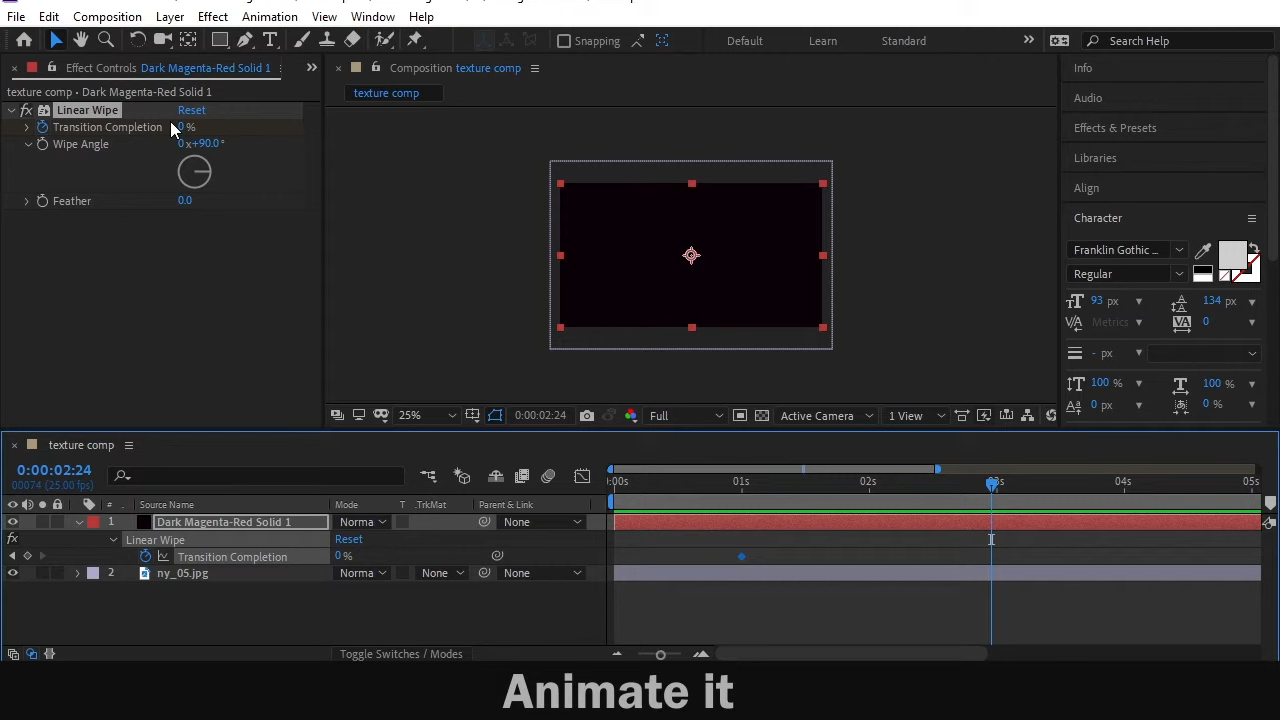 File Edit Composition Layer Effect Animation View Window Help
Snapping Default Learn Standard Search Help
Effect Controls Dark Magenta-Red Solid 1
texture comp • Dark Magenta-Red Solid 1
fx Linear Wipe Reset
Transition Completion 0 %
Wipe Angle 0 x+90.0 °
Feather 0.0
Composition texture comp
texture comp
25% 0:00:02:24 Full Active Camera 1 View
Info
Audio
Effects & Presets
Libraries
Align
Character
Franklin Gothic ...
Regular
93 px 134 px
Metrics 0
- px
100 % 100 %
0 px 0 %
texture comp
0:00:02:24
00074 (25.00 fps)
:00s 01s 02s 03s 04s 05s
# Source Name Mode T .TrkMat Parent & Link
1 Dark Magenta-Red Solid 1 Norma None
fx Linear Wipe Reset
Transition Completion 0 %
2 ny_05.jpg Norma None None
Toggle Switches / Modes
Animate it